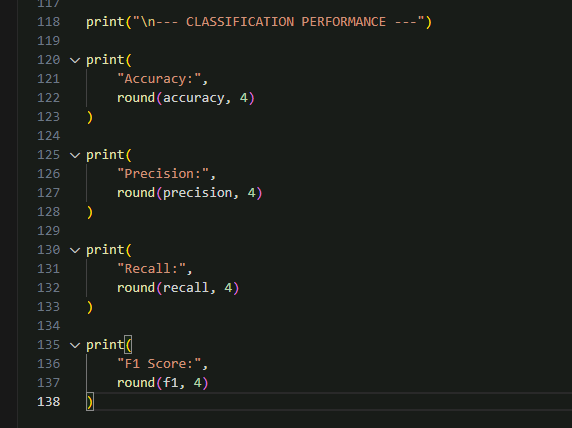 117
118 print("\n--- CLASSIFICATION PERFORMANCE ---")
119
120 print(
121     "Accuracy:",
122     round(accuracy, 4)
123 )
124
125 print(
126     "Precision:",
127     round(precision, 4)
128 )
129
130 print(
131     "Recall:",
132     round(recall, 4)
133 )
134
135 print(
136     "F1 Score:",
137     round(f1, 4)
138 )